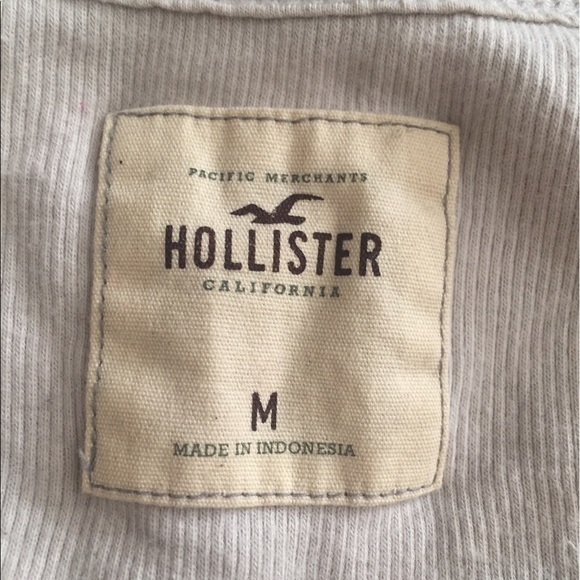 PACIFIC MERCHANTS
HOLLISTER
CALIFORNIA
M
MADE IN INDONESIA